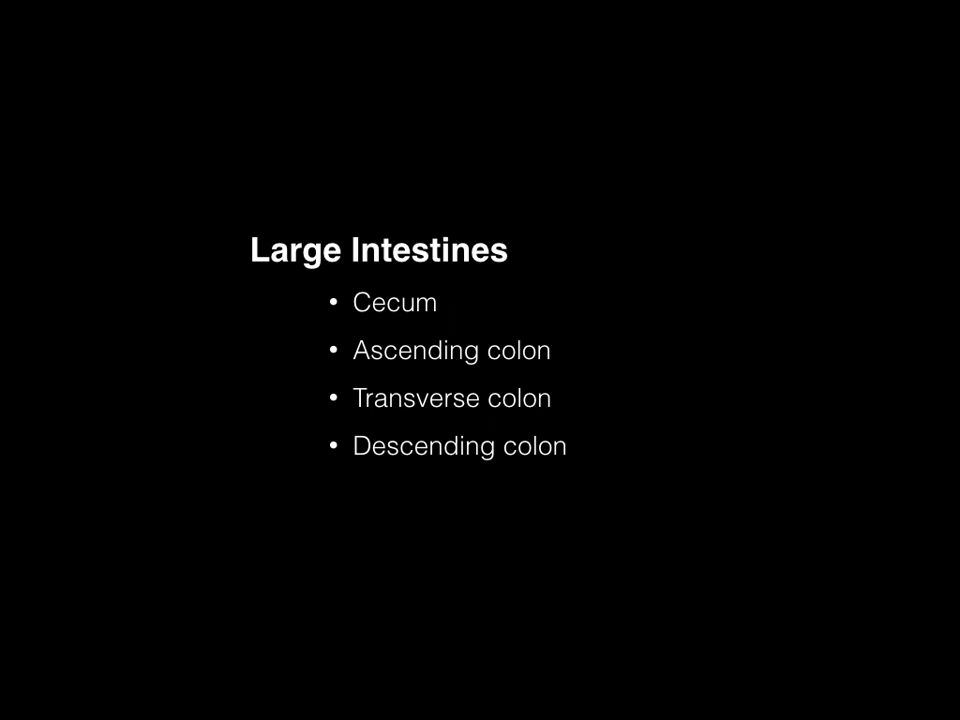 Large Intestines
• Cecum
• Ascending colon
• Transverse colon
• Descending colon